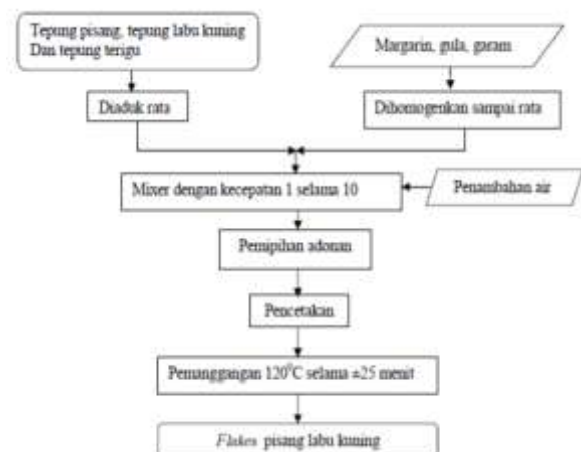 Tepung pisang, tepung labu kuning
Dan tepung terigu
Margarin, gula, garam
Diaduk rata
Dihomogenkan sampai rata
Mixer dengan kecepatan 1 selama 10
Penambahan air
Pemipihan adonan
Pencetakan
Pemanggangan 120⁰C selama ±25 menit
Flakes pisang labu kuning